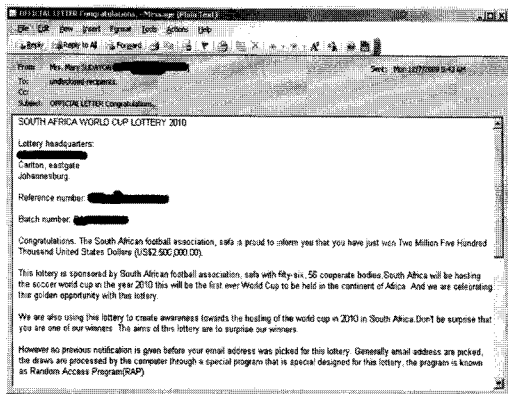 OFFICIAL LETTER Congratulations. - Message (Plain Text)
File Edit View Insert Format Tools Actions Help
Reply Reply to All Forward
From: Mrs. Mary
Sent: Mon 9:43 AM
To: undisclosed-recipients
Cc:
Subject: OFFICIAL LETTER Congratulations.
SOUTH AFRICA WORLD CUP LOTTERY 2010
Lottery headquarters:
Carlton, eastgate
Johannesburg
Reference number:
Batch number:
Congratulations. The South African football association, safa is proud to inform you that you have just won Two Million Five Hundred
Thousand United States Dollars (US$2,500,000.00).
This lottery is sponsored by South African football association, safa with fifty-six, 56 cooperate bodies.South Africa will be hosting
the soccer world cup in the year 2010 this will be the first ever World Cup to be held in the continent of Africa. And we are celebrating
this golden opportunity with this lottery.
We are also using this lottery to create awareness towards the hosting of the world cup in 2010 in South Africa.Don't be surprise that
you are one of our winners. The aims of this lottery are to surprise our winners.
However no previous notification is given before your email address was picked for this lottery. Generally email address are picked,
the draws are processed by the computer through a special program that is special designed for this lottery, the program is known
as Random Access Program(RAP)